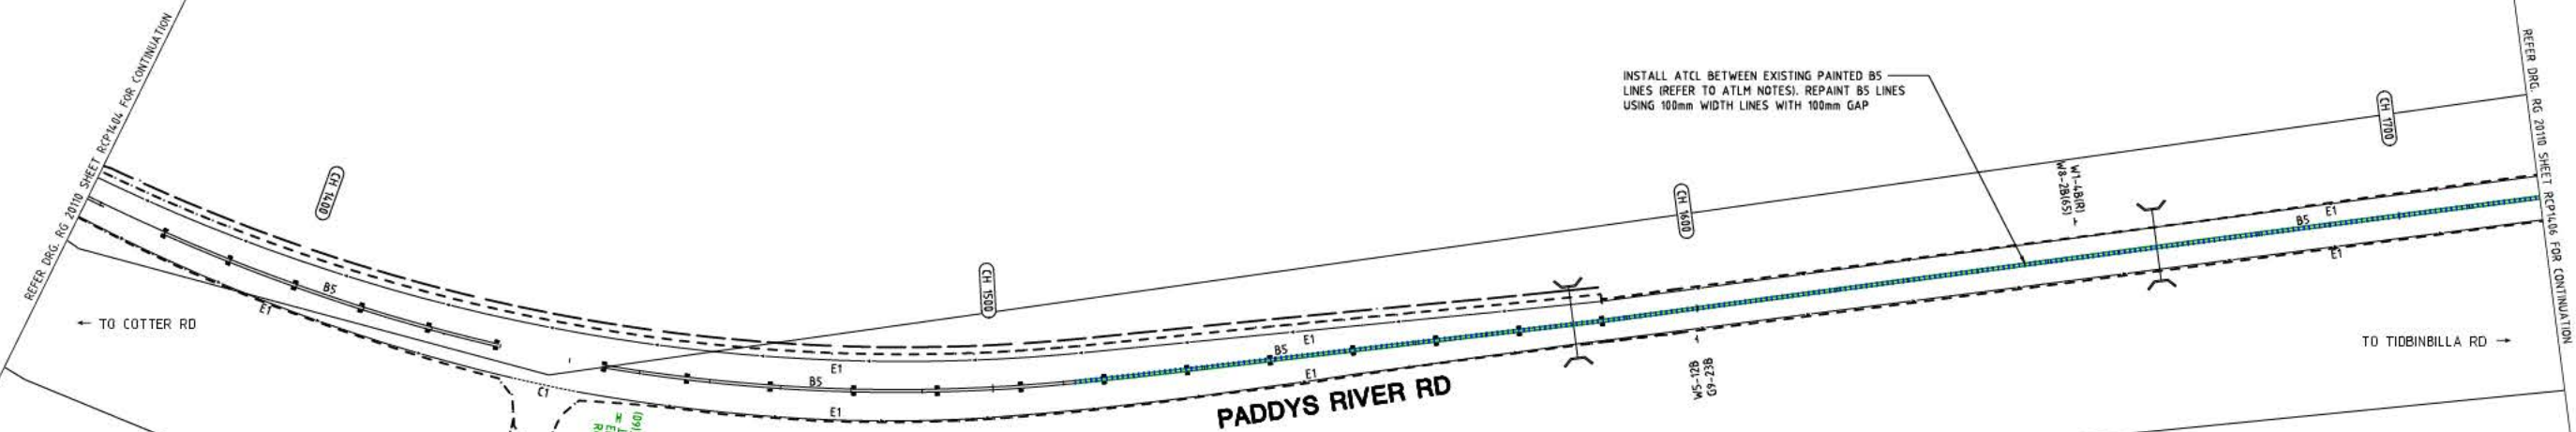 REFER DRG. RG 20110 SHEET RCP1404 FOR CONTINUATION
CH 1400
B5
E1
← TO COTTER RD
C1
(60)
CH 1500
E1
B5
E1
E1
B5
E1
PADDYS RIVER RD
INSTALL ATCL BETWEEN EXISTING PAINTED B5
LINES (REFER TO ATLM NOTES). REPAINT B5 LINES
USING 100mm WIDTH LINES WITH 100mm GAP
CH 1600
W5-12B
G9-23B
W1-4B(R)
W8-2B(65)
CH 1700
E1
B5
E1
TO TIDBINBILLA RD →
REFER DRG. RG 20110 SHEET RCP1406 FOR CONTINUATION